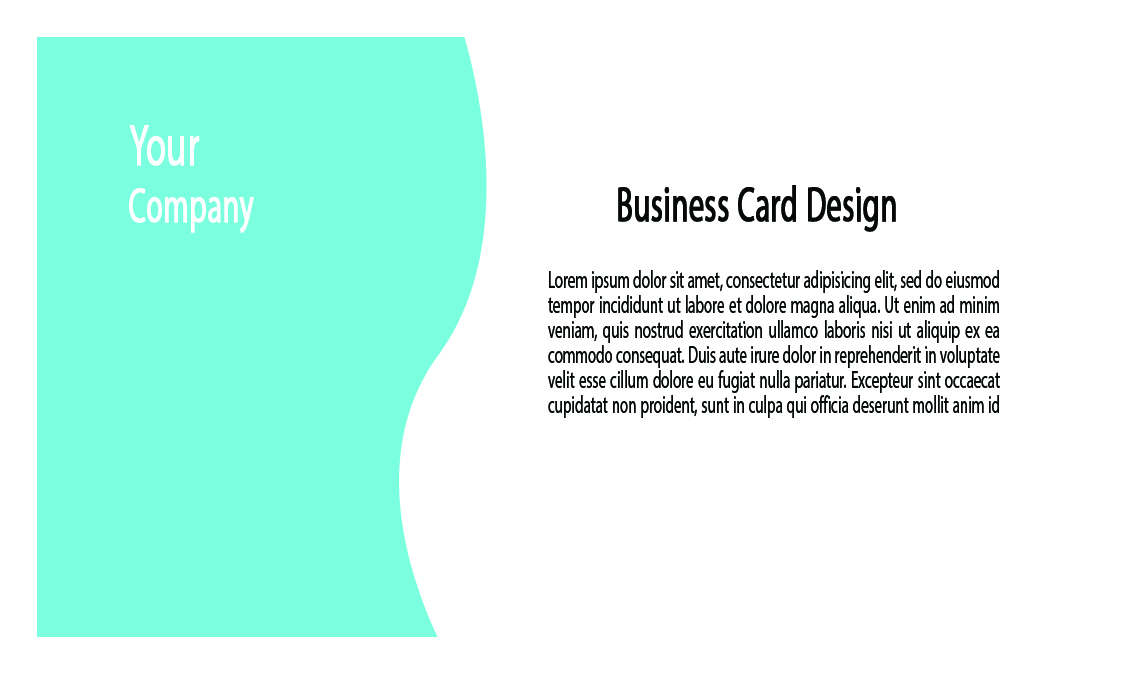 Your
Company
Business Card Design
Lorem ipsum dolor sit amet, consectetur adipisicing elit, sed do eiusmod
tempor incididunt ut labore et dolore magna aliqua. Ut enim ad minim
veniam, quis nostrud exercitation ullamco laboris nisi ut aliquip ex ea
commodo consequat. Duis aute irure dolor in reprehenderit in voluptate
velit esse cillum dolore eu fugiat nulla pariatur. Excepteur sint occaecat
cupidatat non proident, sunt in culpa qui officia deserunt mollit anim id